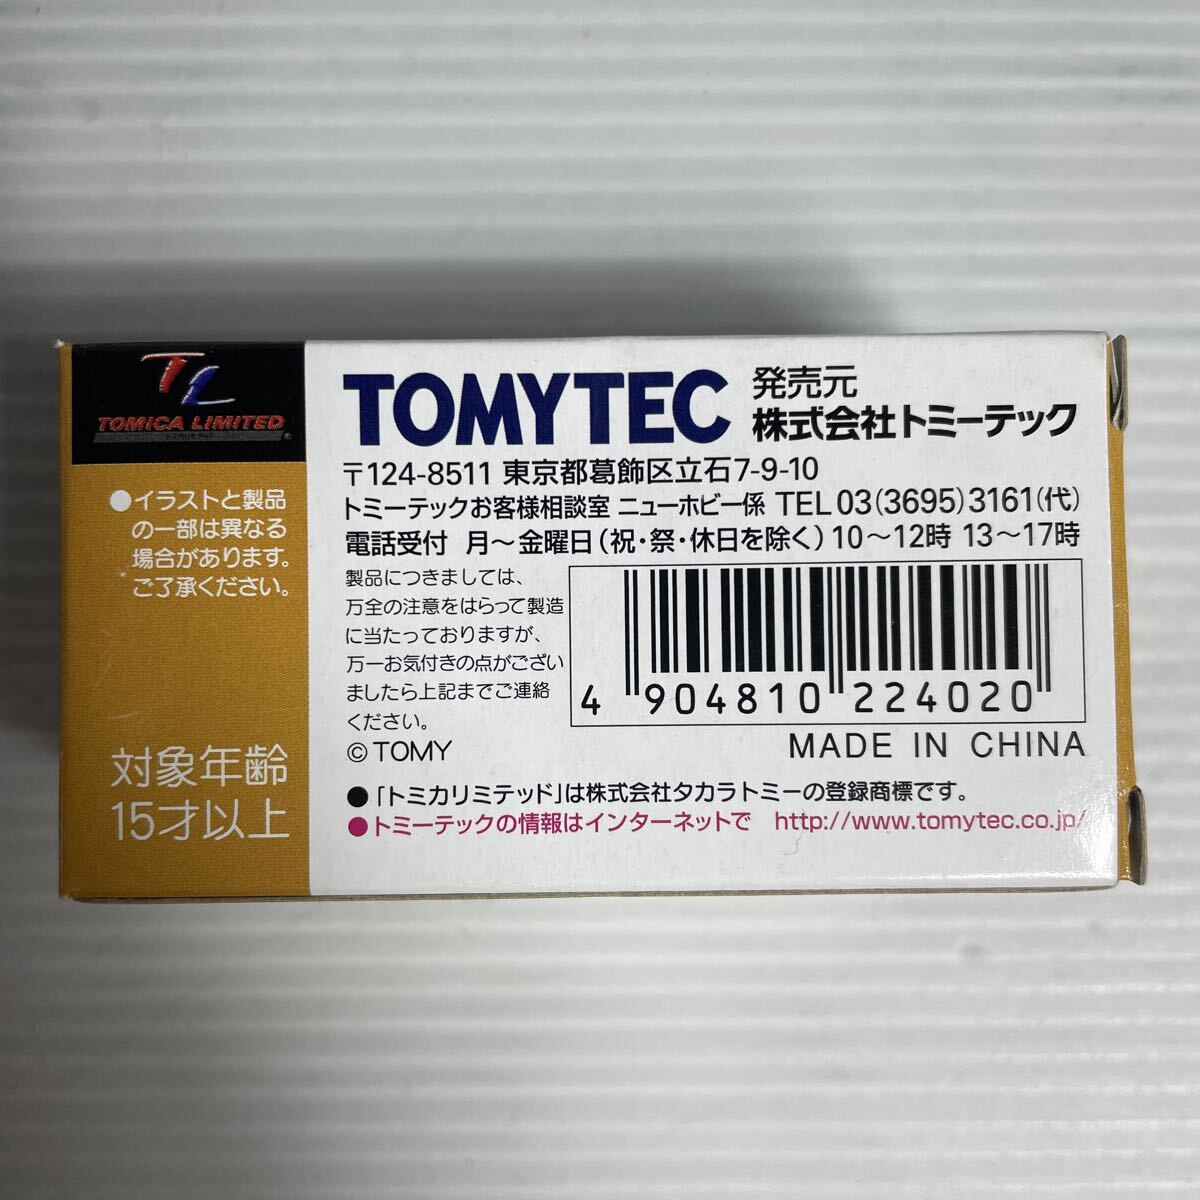 TL
TOMICA LIMITED
●イラストと製品
の一部は異なる
場合があります。
ご了承ください。
対象年齢
15才以上
TOMYTEC 発売元
株式会社トミーテック
〒124-8511 東京都葛飾区立石7-9-10
トミーテックお客様相談室 ニューホビー係 TEL 03(3695)3161(代)
電話受付 月〜金曜日(祝・祭・休日を除く) 10〜12時 13〜17時
製品につきましては、
万全の注意をはらって製造
に当たっておりますが、
万一お気付きの点がござい
ましたら上記までご連絡
ください。
© TOMY
4 904810 224020
MADE IN CHINA
●「トミカリミテッド」は株式会社タカラトミーの登録商標です。
●トミーテックの情報はインターネットで http://www.tomytec.co.jp/